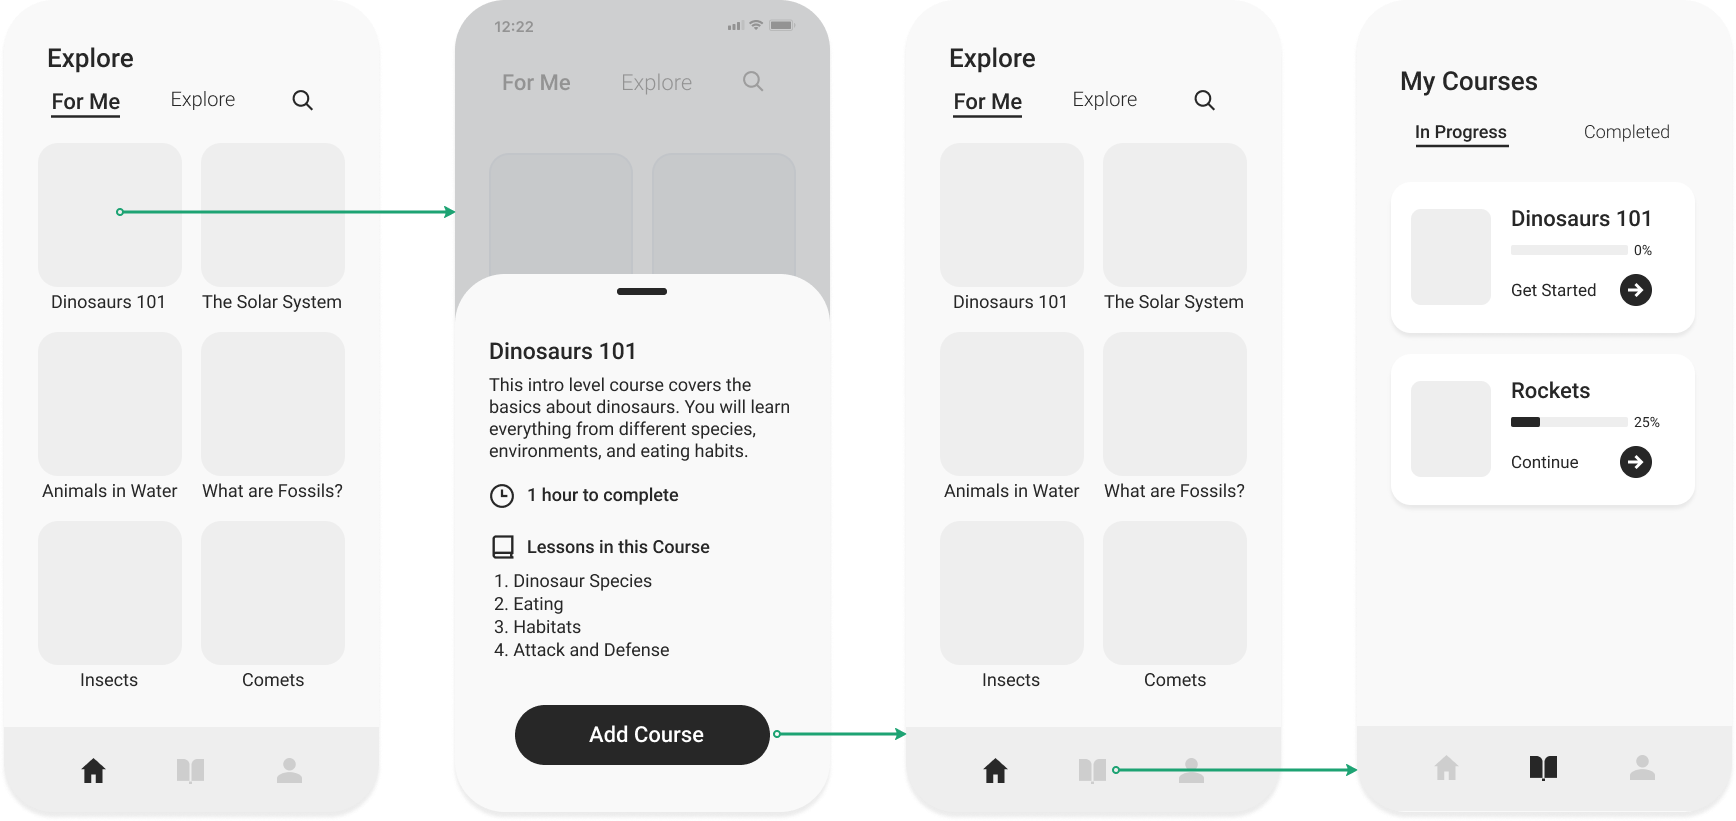 Explore
For Me Explore
Dinosaurs 101 The Solar System
Animals in Water What are Fossils?
Insects Comets
12:22
For Me Explore
Dinosaurs 101
This intro level course covers the
basics about dinosaurs. You will learn
everything from different species,
environments, and eating habits.
1 hour to complete
Lessons in this Course
1. Dinosaur Species
2. Eating
3. Habitats
4. Attack and Defense
Add Course
Explore
For Me Explore
Dinosaurs 101 The Solar System
Animals in Water What are Fossils?
Insects Comets
My Courses
In Progress Completed
Dinosaurs 101
0%
Get Started
Rockets
25%
Continue